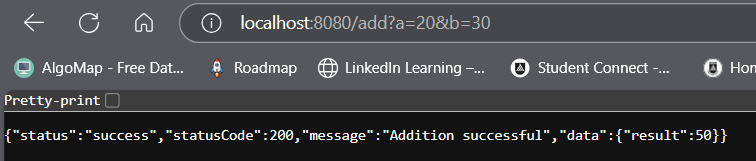 localhost:8080/add?a=20&b=30
AlgoMap - Free Dat... Roadmap LinkedIn Learning –... Student Connect -... Hon
Pretty-print
{"status":"success","statusCode":200,"message":"Addition successful","data":{"result":50}}